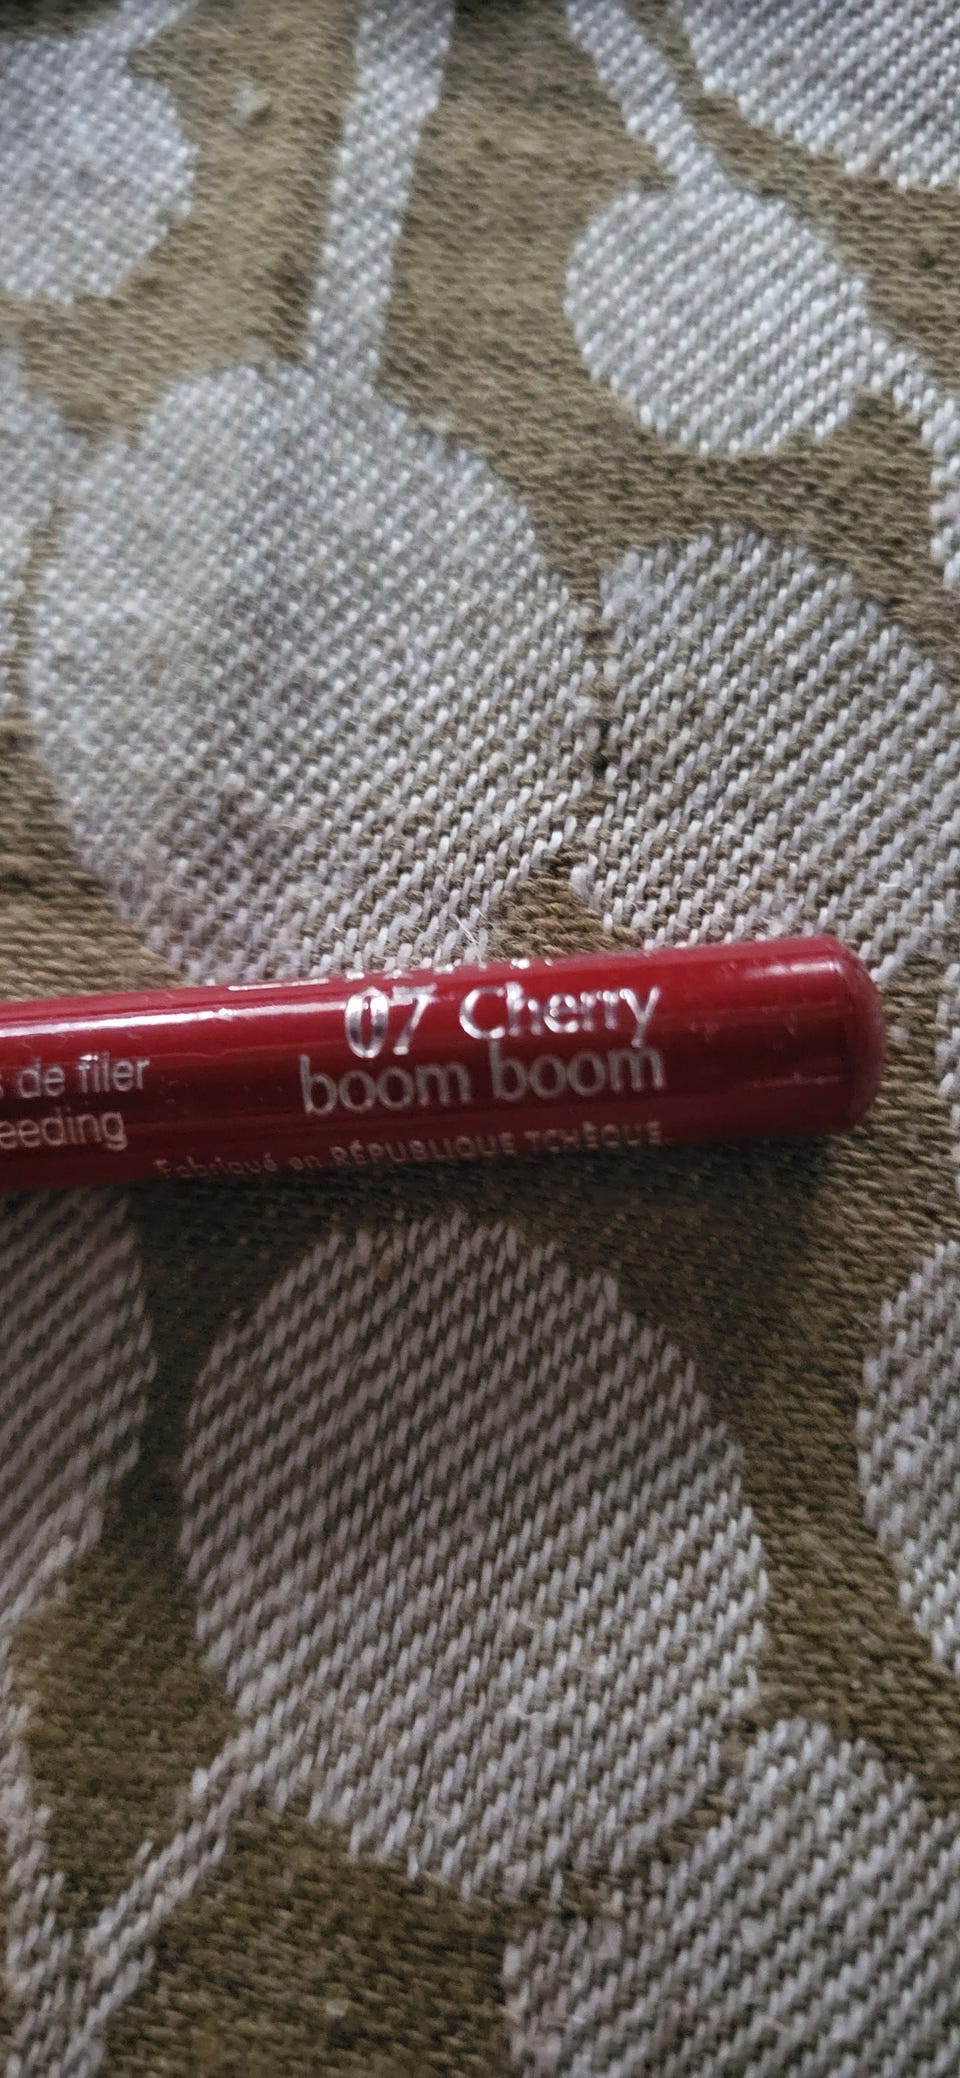 07 Cherry
boom boom
de filer
eeding
Fabriqué en RÉPUBLIQUE TCHÈQUE